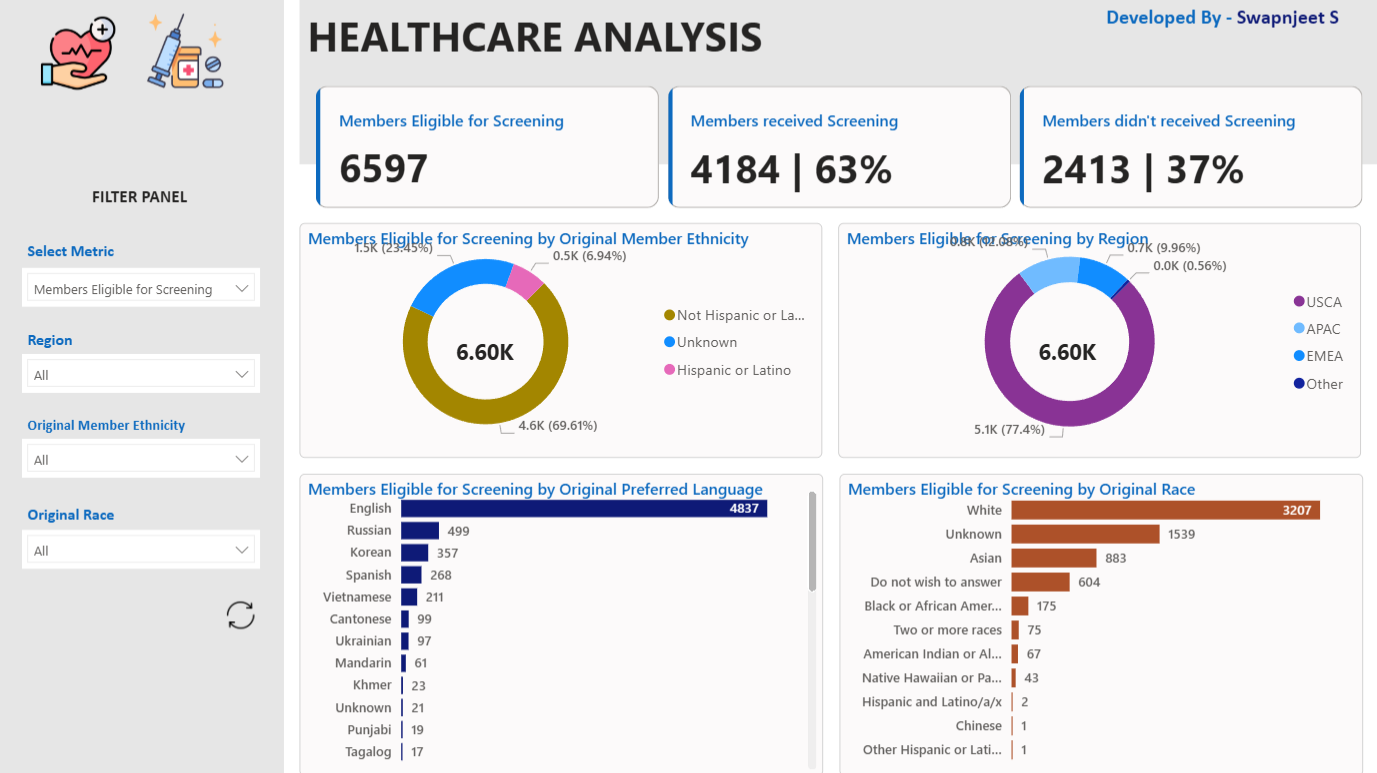 HEALTHCARE ANALYSIS
Developed By - Swapnjeet S
Members Eligible for Screening
6597
Members received Screening
4184 | 63%
Members didn't received Screening
2413 | 37%
FILTER PANEL
Select Metric
Members Eligible for Screening
Region
All
Original Member Ethnicity
All
Original Race
All
Members Eligible for Screening by Original Member Ethnicity
1.5K (23.45%)
0.5K (6.94%)
6.60K
4.6K (69.61%)
Not Hispanic or La...
Unknown
Hispanic or Latino
Members Eligible for Screening by Region
0.7K (9.96%)
0.0K (0.56%)
6.60K
5.1K (77.4%)
USCA
APAC
EMEA
Other
Members Eligible for Screening by Original Preferred Language
English 4837
Russian 499
Korean 357
Spanish 268
Vietnamese 211
Cantonese 99
Ukrainian 97
Mandarin 61
Khmer 23
Unknown 21
Punjabi 19
Tagalog 17
Members Eligible for Screening by Original Race
White 3207
Unknown 1539
Asian 883
Do not wish to answer 604
Black or African Amer... 175
Two or more races 75
American Indian or Al... 67
Native Hawaiian or Pa... 43
Hispanic and Latino/a/x 2
Chinese 1
Other Hispanic or Lati... 1